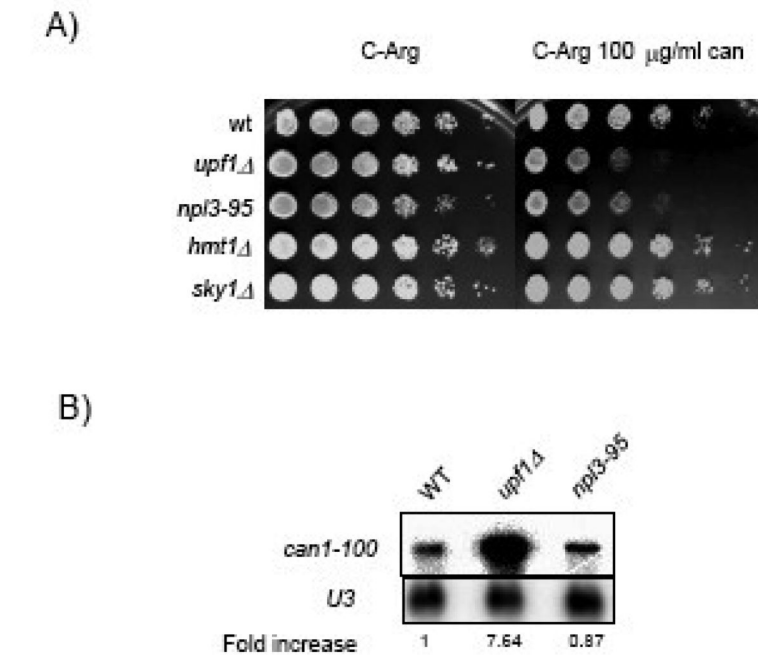 A)
C-Arg C-Arg 100 μg/ml can
wt
upf1Δ
npl3-95
hmt1Δ
sky1Δ
B)
WT upf1Δ npl3-95
can1-100
U3
Fold increase 1 7.64 0.87